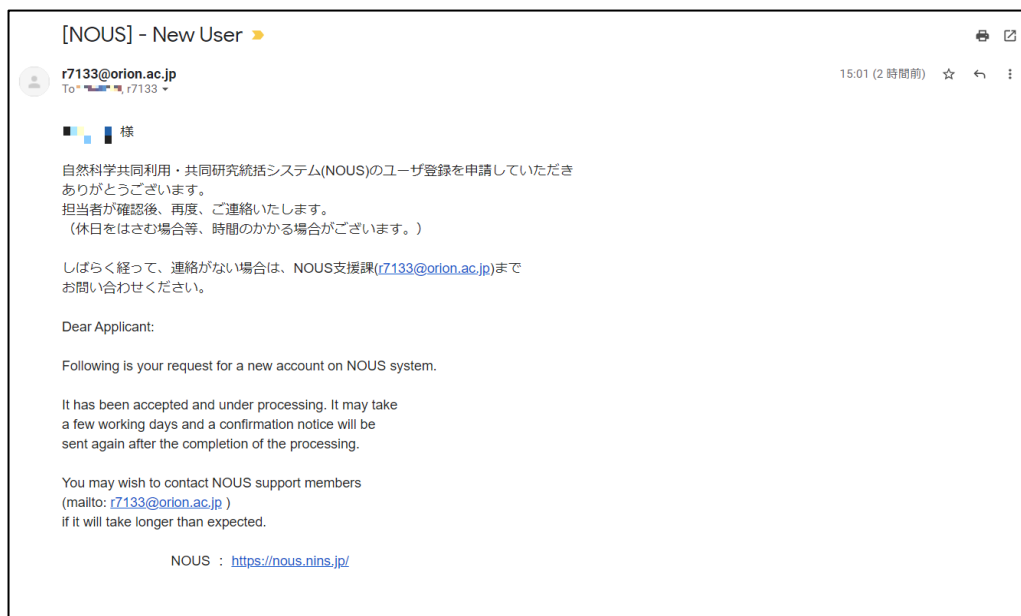 [NOUS] - New User
r7133@orion.ac.jp
15:01 (2 時間前)
To , r7133
様
自然科学共同利用・共同研究統括システム(NOUS)のユーザ登録を申請していただき
ありがとうございます。
担当者が確認後、再度、ご連絡いたします。
（休日をはさむ場合等、時間のかかる場合がございます。）
しばらく経って、連絡がない場合は、NOUS支援課(r7133@orion.ac.jp)まで
お問い合わせください。
Dear Applicant:
Following is your request for a new account on NOUS system.
It has been accepted and under processing. It may take
a few working days and a confirmation notice will be
sent again after the completion of the processing.
You may wish to contact NOUS support members
(mailto: r7133@orion.ac.jp )
if it will take longer than expected.
NOUS : https://nous.nins.jp/